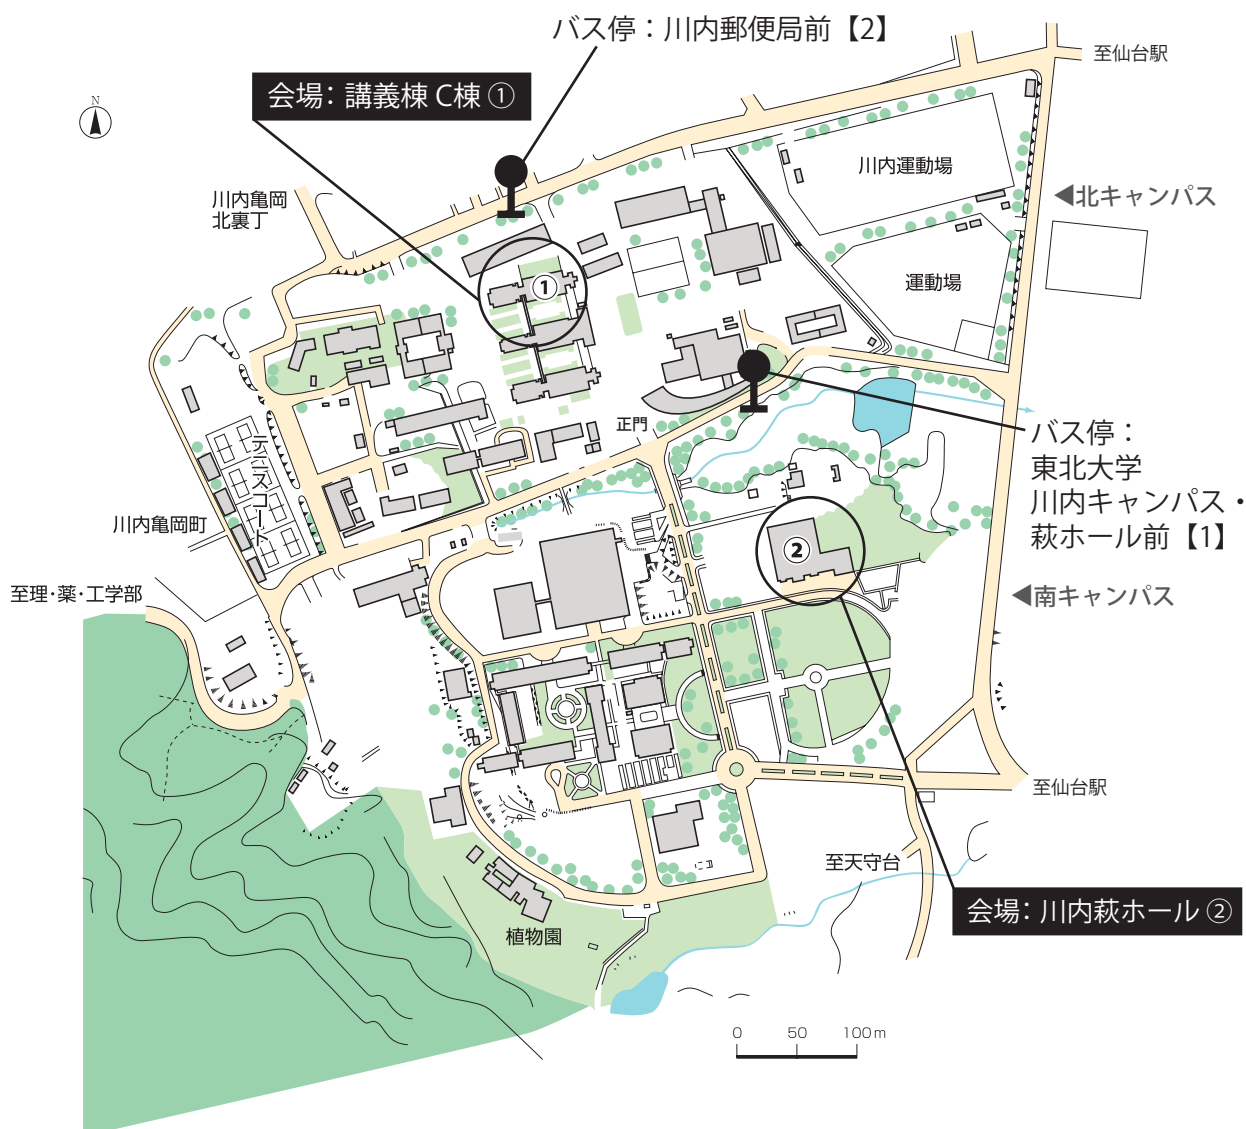 バス停：川内郵便局前【2】
至仙台駅
会場：講義棟 C棟 ①
N
川内運動場
◀北キャンパス
川内亀岡
北裏丁
①
運動場
正門
バス停：
東北大学
川内キャンパス・
萩ホール前【1】
テニスコート
川内亀岡町
②
至理・薬・工学部
◀南キャンパス
至仙台駅
至天守台
会場：川内萩ホール ②
植物園
0 50 100m